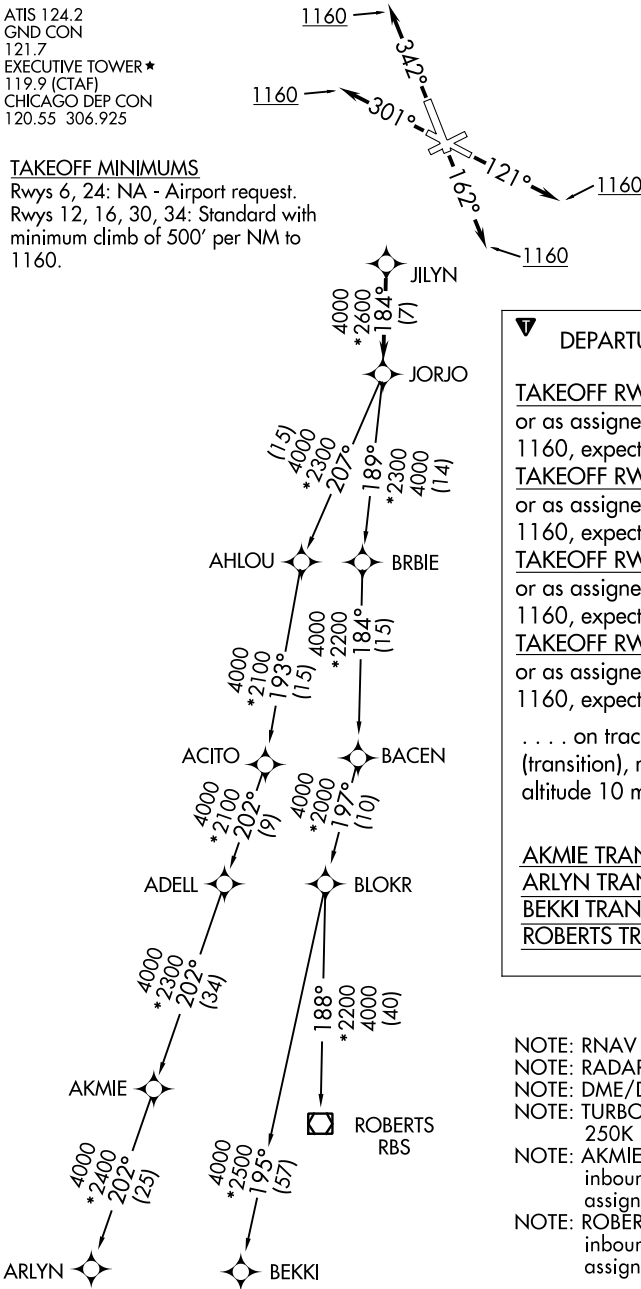 ATIS 124.2
GND CON
121.7
EXECUTIVE TOWER★
119.9 (CTAF)
CHICAGO DEP CON
120.55 306.925
TAKEOFF MINIMUMS
Rwys 6, 24: NA - Airport request.
Rwys 12, 16, 30, 34: Standard with
minimum climb of 500' per NM to
1160.
1160
342°
1160
301°
121°
1160
162°
1160
JILYN
4000
*2600
184°
(7)
JORJO
(15)
4000
*2300
207°
189°
*2300
4000
(14)
AHLOU
BRBIE
4000
*2100
193°
(15)
4000
*2200
184°
(15)
ACITO
BACEN
4000
*2100
202°
(9)
4000
*2000
197°
(10)
ADELL
BLOKR
4000
*2300
202°
(34)
188°
*2200
4000
(40)
AKMIE
ROBERTS
RBS
4000
*2400
202°
(25)
4000
*2500
195°
(57)
ARLYN
BEKKI
T
DEPARTU
TAKEOFF RW
or as assigne
1160, expect
TAKEOFF RW
or as assigne
1160, expect
TAKEOFF RW
or as assigne
1160, expect
TAKEOFF RW
or as assigne
1160, expect
. . . . on trac
(transition), m
altitude 10 m
AKMIE TRAN
ARLYN TRAN
BEKKI TRAN
ROBERTS TR
NOTE: RNAV
NOTE: RADAR
NOTE: DME/D
NOTE: TURBO
250K
NOTE: AKMIE
inbour
assign
NOTE: ROBER
inbour
assign